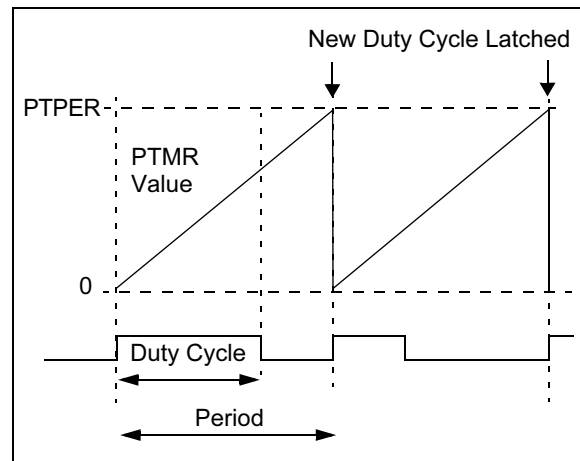 New Duty Cycle Latched
PTPER
PTMR
Value
0
Duty Cycle
Period